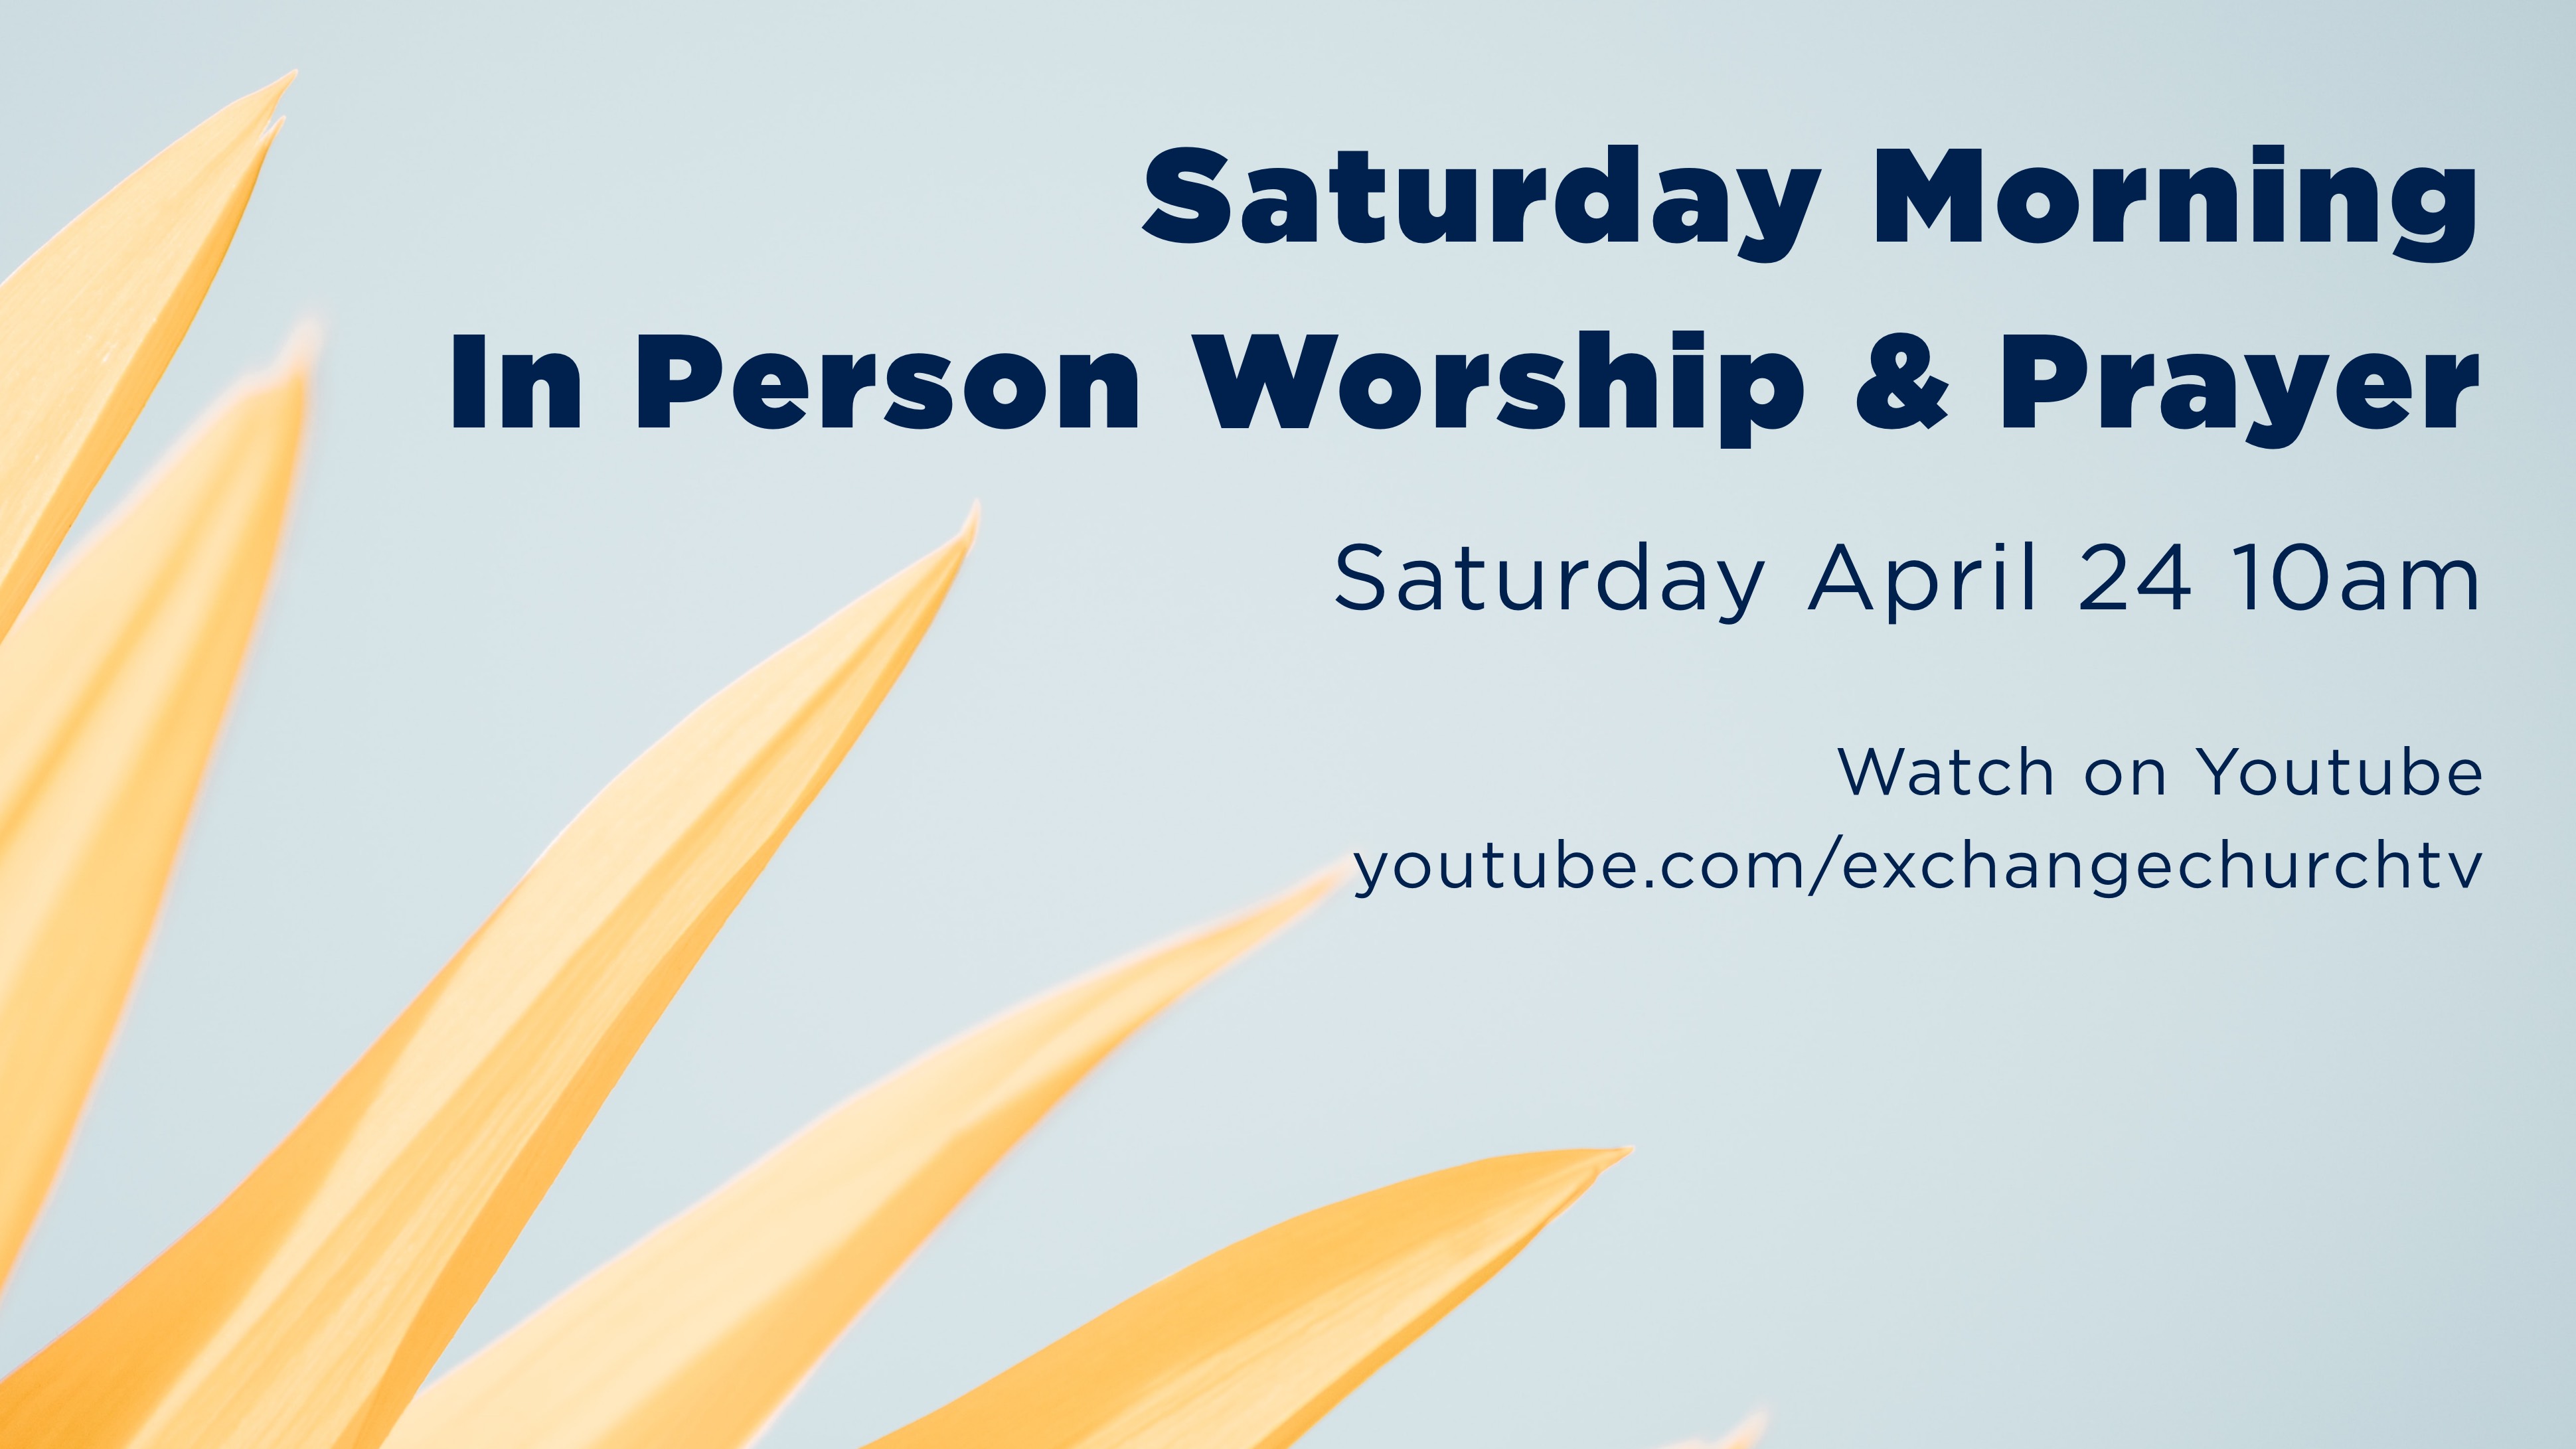 Saturday Morning
In Person Worship & Prayer
Saturday April 24 10am
Watch on Youtube
youtube.com/exchangechurchtv